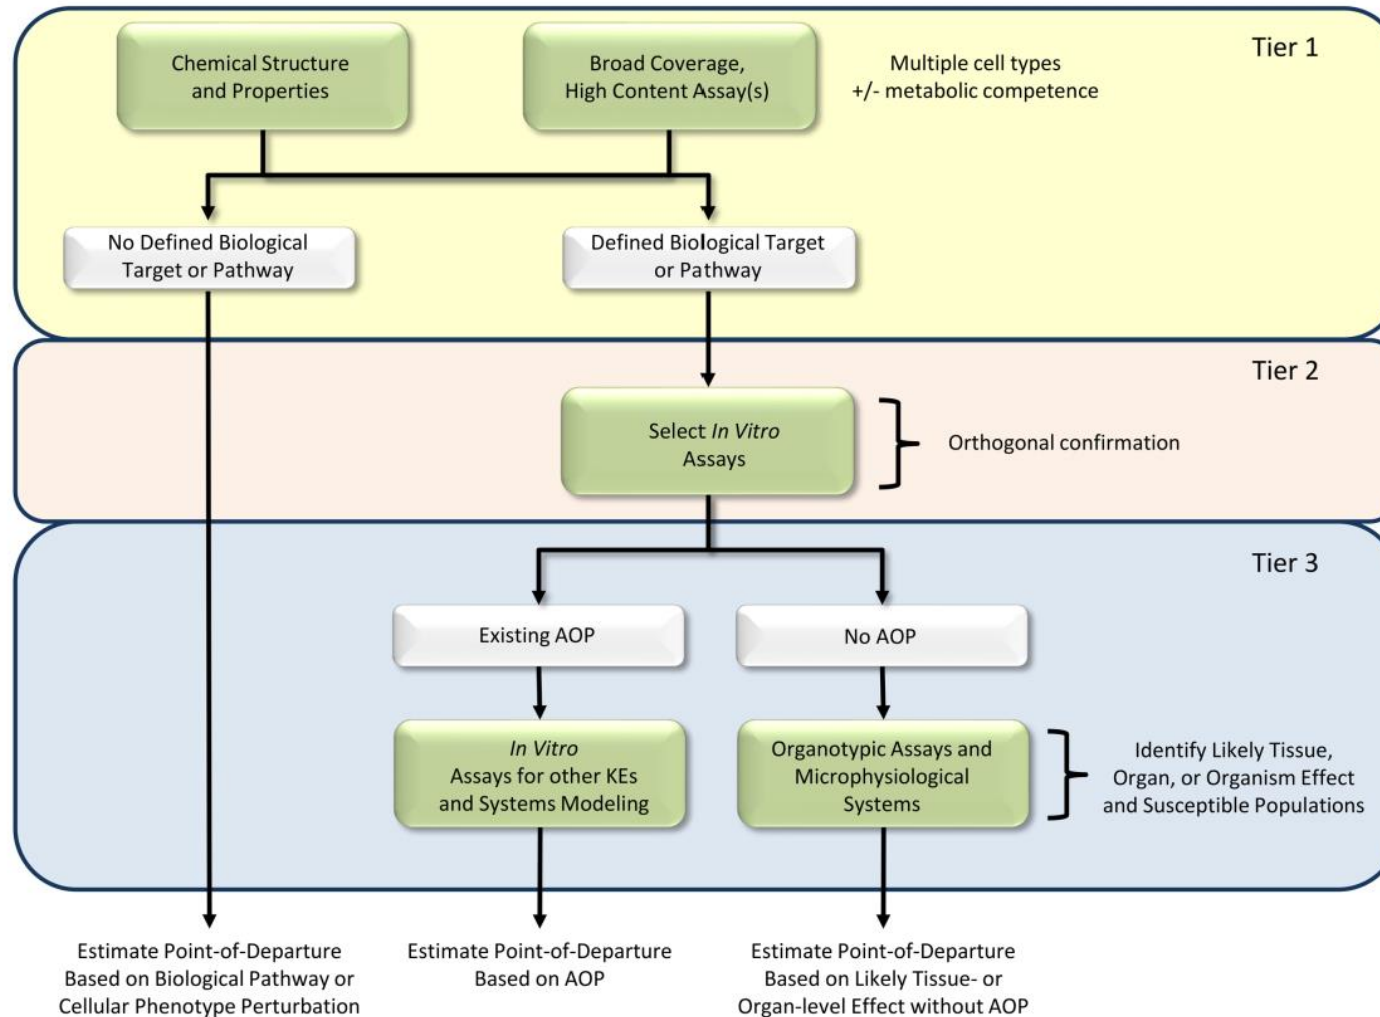 Tier 1
Chemical Structure
and Properties
Broad Coverage,
High Content Assay(s)
Multiple cell types
+/- metabolic competence
No Defined Biological
Target or Pathway
Defined Biological Target
or Pathway
Tier 2
Select In Vitro
Assays
Orthogonal confirmation
Tier 3
Existing AOP
No AOP
In Vitro
Assays for other KEs
and Systems Modeling
Organotypic Assays and
Microphysiological
Systems
Identify Likely Tissue,
Organ, or Organism Effect
and Susceptible Populations
Estimate Point-of-Departure
Based on Biological Pathway or
Cellular Phenotype Perturbation
Estimate Point-of-Departure
Based on AOP
Estimate Point-of-Departure
Based on Likely Tissue- or
Organ-level Effect without AOP